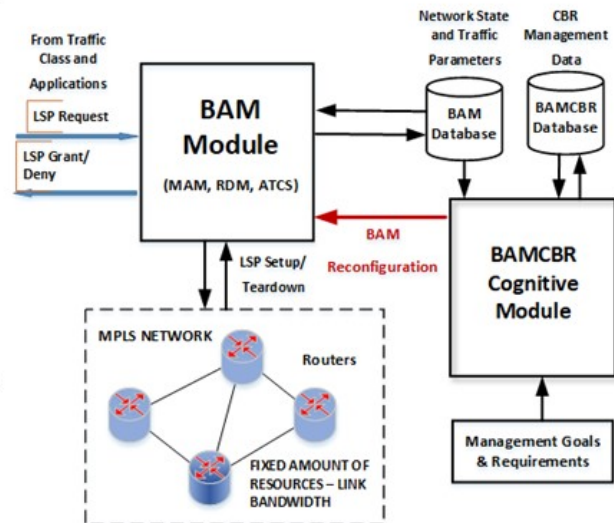 From Traffic
Class and
Applications
LSP Request
LSP Grant/
Deny
BAM
Module
(MAM, RDM, ATCS)
Network State
and Traffic
Parameters
BAM
Database
CBR
Management
Data
BAMCBR
Database
BAM
Reconfiguration
BAMCBR
Cognitive
Module
LSP Setup/
Teardown
MPLS NETWORK
Routers
FIXED AMOUNT OF
RESOURCES – LINK
BANDWIDTH
Management Goals
& Requirements